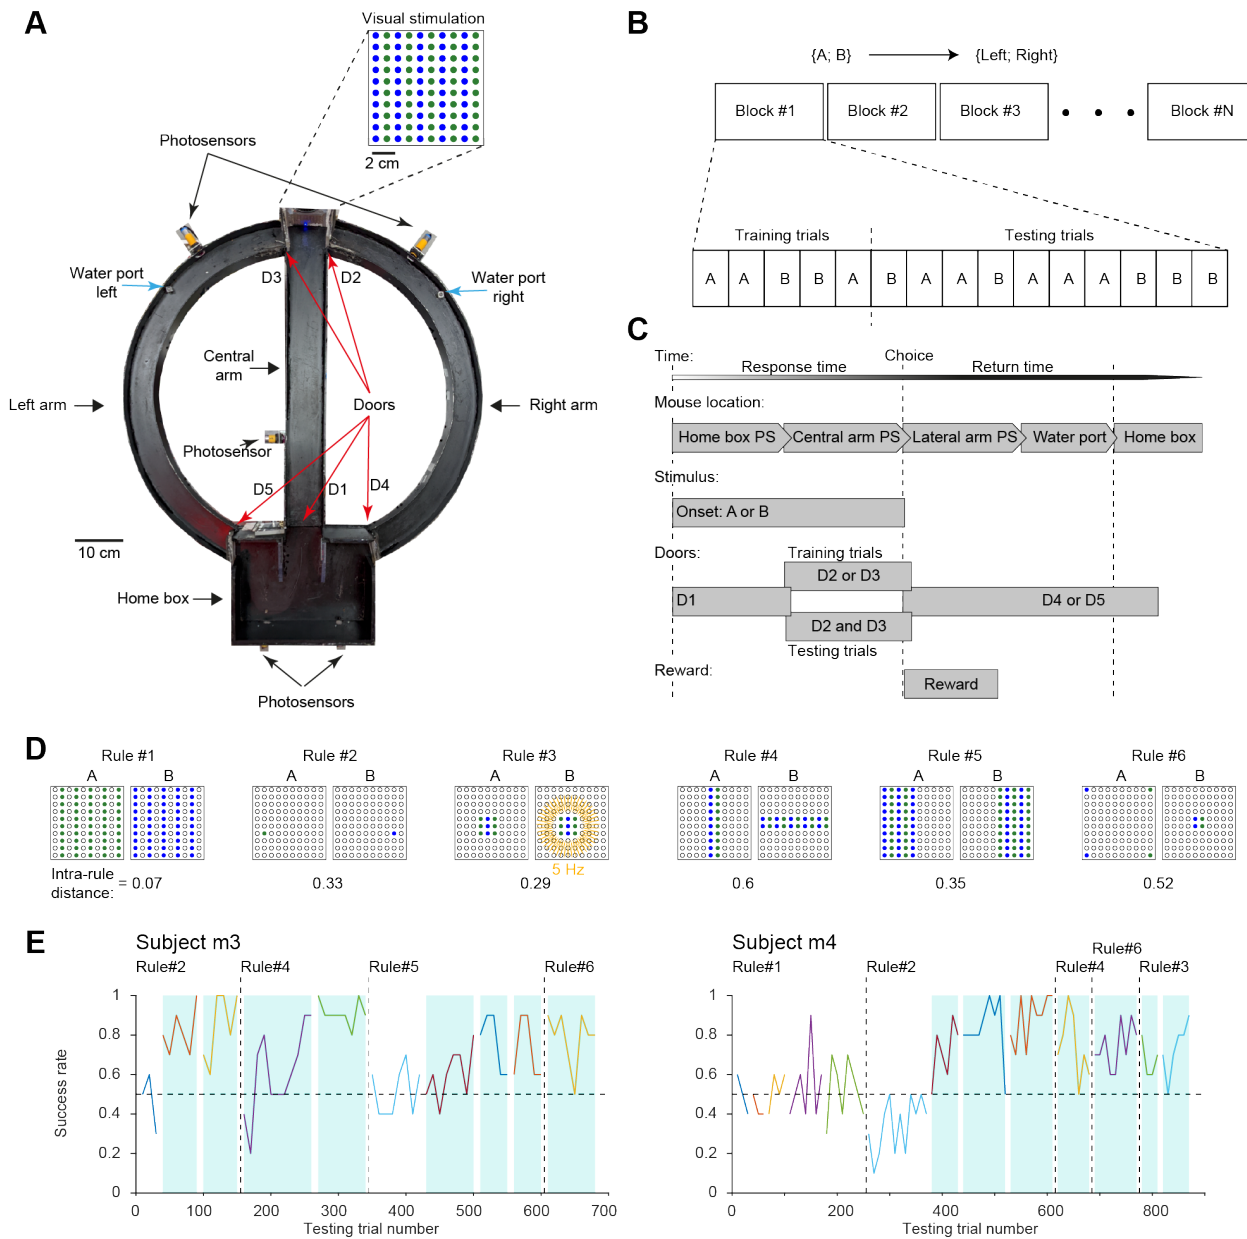 A
Visual stimulation
2 cm
Photosensors
D3
D2
Water port
left
Water port
right
Central
arm
Left arm
Doors
Right arm
Photosensor
D5
D1
D4
10 cm
Home box
Photosensors
B
{A; B}
{Left; Right}
Block #1
Block #2
Block #3
Block #N
Training trials
Testing trials
A A B B A B A A B A A A B B B
C
Time:
Choice
Response time
Return time
Mouse location:
Home box PS
Central arm PS
Lateral arm PS
Water port
Home box
Stimulus:
Onset: A or B
Doors:
Training trials
D2 or D3
D1
D4 or D5
D2 and D3
Testing trials
Reward:
Reward
D
Rule #1
A B
Rule #2
A B
Rule #3
A B
Rule #4
A B
Rule #5
A B
Rule #6
A B
5 Hz
Intra-rule
distance:
= 0.07
0.33
0.29
0.6
0.35
0.52
E
Subject m3
Rule#2
Rule#4
Rule#5
Rule#6
Success rate
1
0.8
0.6
0.4
0.2
0
0 100 200 300 400 500 600 700
Testing trial number
Subject m4
Rule#1
Rule#2
Rule#4
Rule#6
Rule#3
1
0.8
0.6
0.4
0.2
0
0 200 400 600 800
Testing trial number